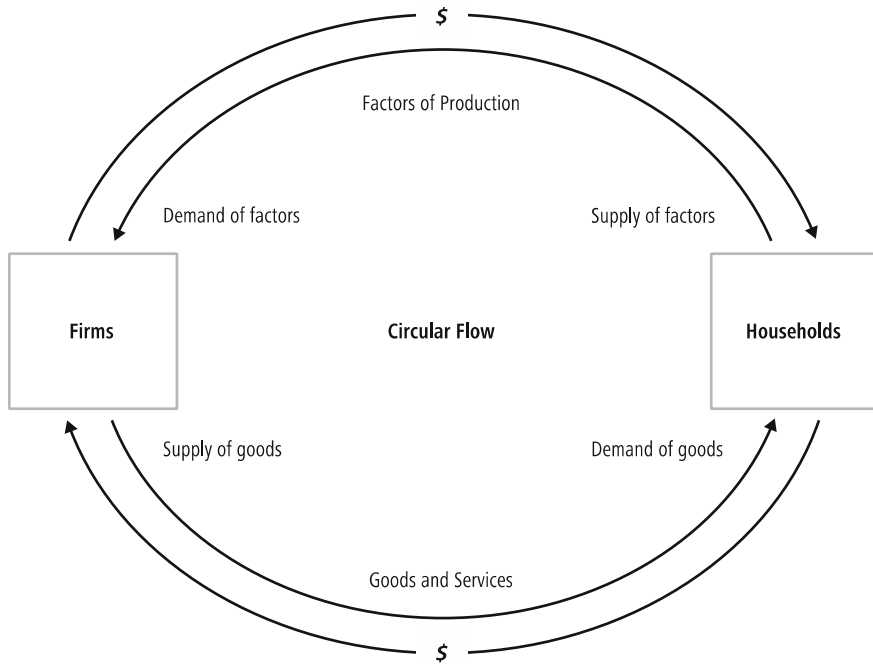 $
Factors of Production
Demand of factors
Supply of factors
Firms
Circular Flow
Households
Supply of goods
Demand of goods
Goods and Services
$